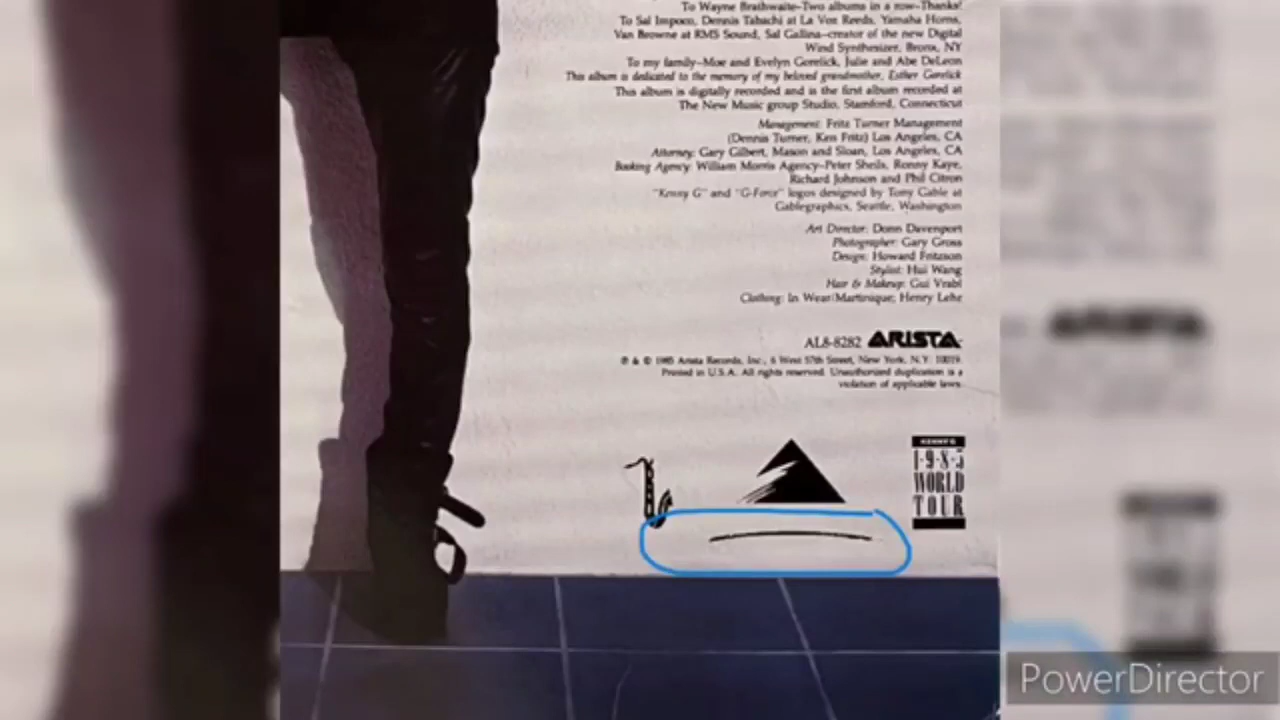 To Wayne Brathwaite–Two albums in a row–Thanks!
To Sal Impoco, Dennis Tabachi at La Voz Reeds, Yamaha Horns,
Van Browne at RMS Sound, Sal Gallina–creator of the new Digital
Wind Synthesizer, Bronx, NY
To my family–Moe and Evelyn Gorelick, Julie and Abe DeLeon
This album is dedicated to the memory of my beloved grandmother, Esther Gorelick
This album is digitally recorded and is the first album recorded at
The New Music group Studio, Stamford, Connecticut
Management: Fritz Turner Management
(Dennis Turner, Ken Fritz) Los Angeles, CA
Attorney: Gary Gilbert, Mason and Sloan, Los Angeles, CA
Booking Agency: William Morris Agency–Peter Sheils, Ronny Kaye,
Richard Johnson and Phil Citron
"Kenny G" and "G-Force" logos designed by Tony Gable at
Gablegraphics, Seattle, Washington
Art Director: Donn Davenport
Photographer: Gary Gross
Design: Howard Fritzson
Stylist: Hui Wang
Hair & Makeup: Gui Vrabl
Clothing: In Wear/Martinique; Henry Lehr
AL8-8282 ARISTA
℗ & © 1985 Arista Records, Inc., 6 West 57th Street, New York, N.Y. 10019.
Printed in U.S.A. All rights reserved. Unauthorized duplication is a
violation of applicable laws.
KENNY G
1·9·8·5
WORLD
TOUR
ARISTA
PowerDirector